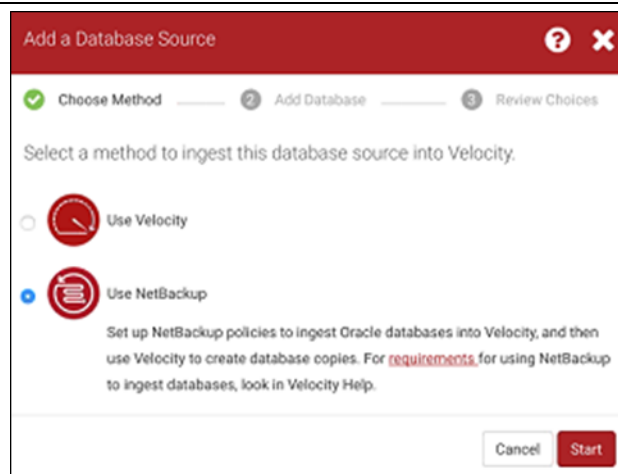 Add a Database Source
Choose Method 2 Add Database 3 Review Choices
Select a method to ingest this database source into Velocity.
Use Velocity
Use NetBackup
Set up NetBackup policies to ingest Oracle databases into Velocity, and then
use Velocity to create database copies. For requirements for using NetBackup
to ingest databases, look in Velocity Help.
Cancel Start